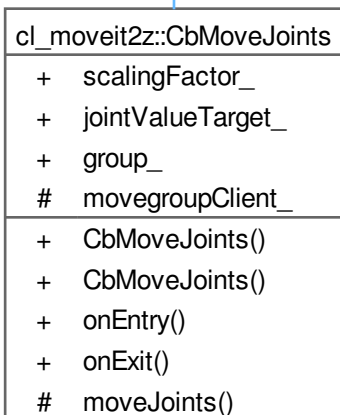 cl_moveit2z::CbMoveJoints
+ scalingFactor_
+ jointValueTarget_
+ group_
# movegroupClient_
+ CbMoveJoints()
+ CbMoveJoints()
+ onEntry()
+ onExit()
# moveJoints()